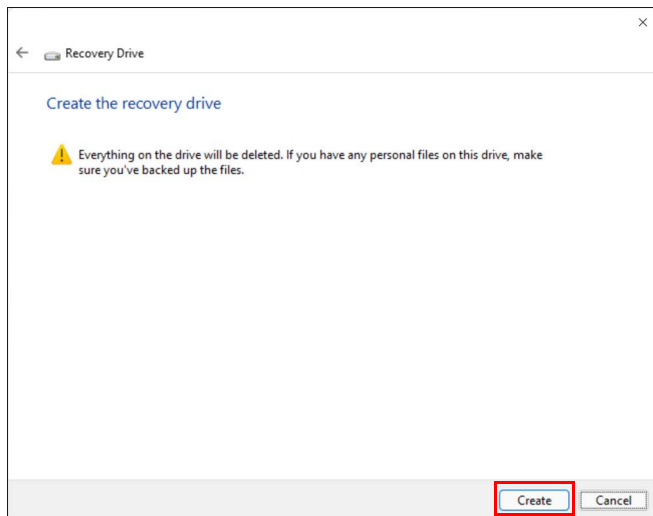 Recovery Drive
Create the recovery drive
Everything on the drive will be deleted. If you have any personal files on this drive, make
sure you've backed up the files.
Create Cancel